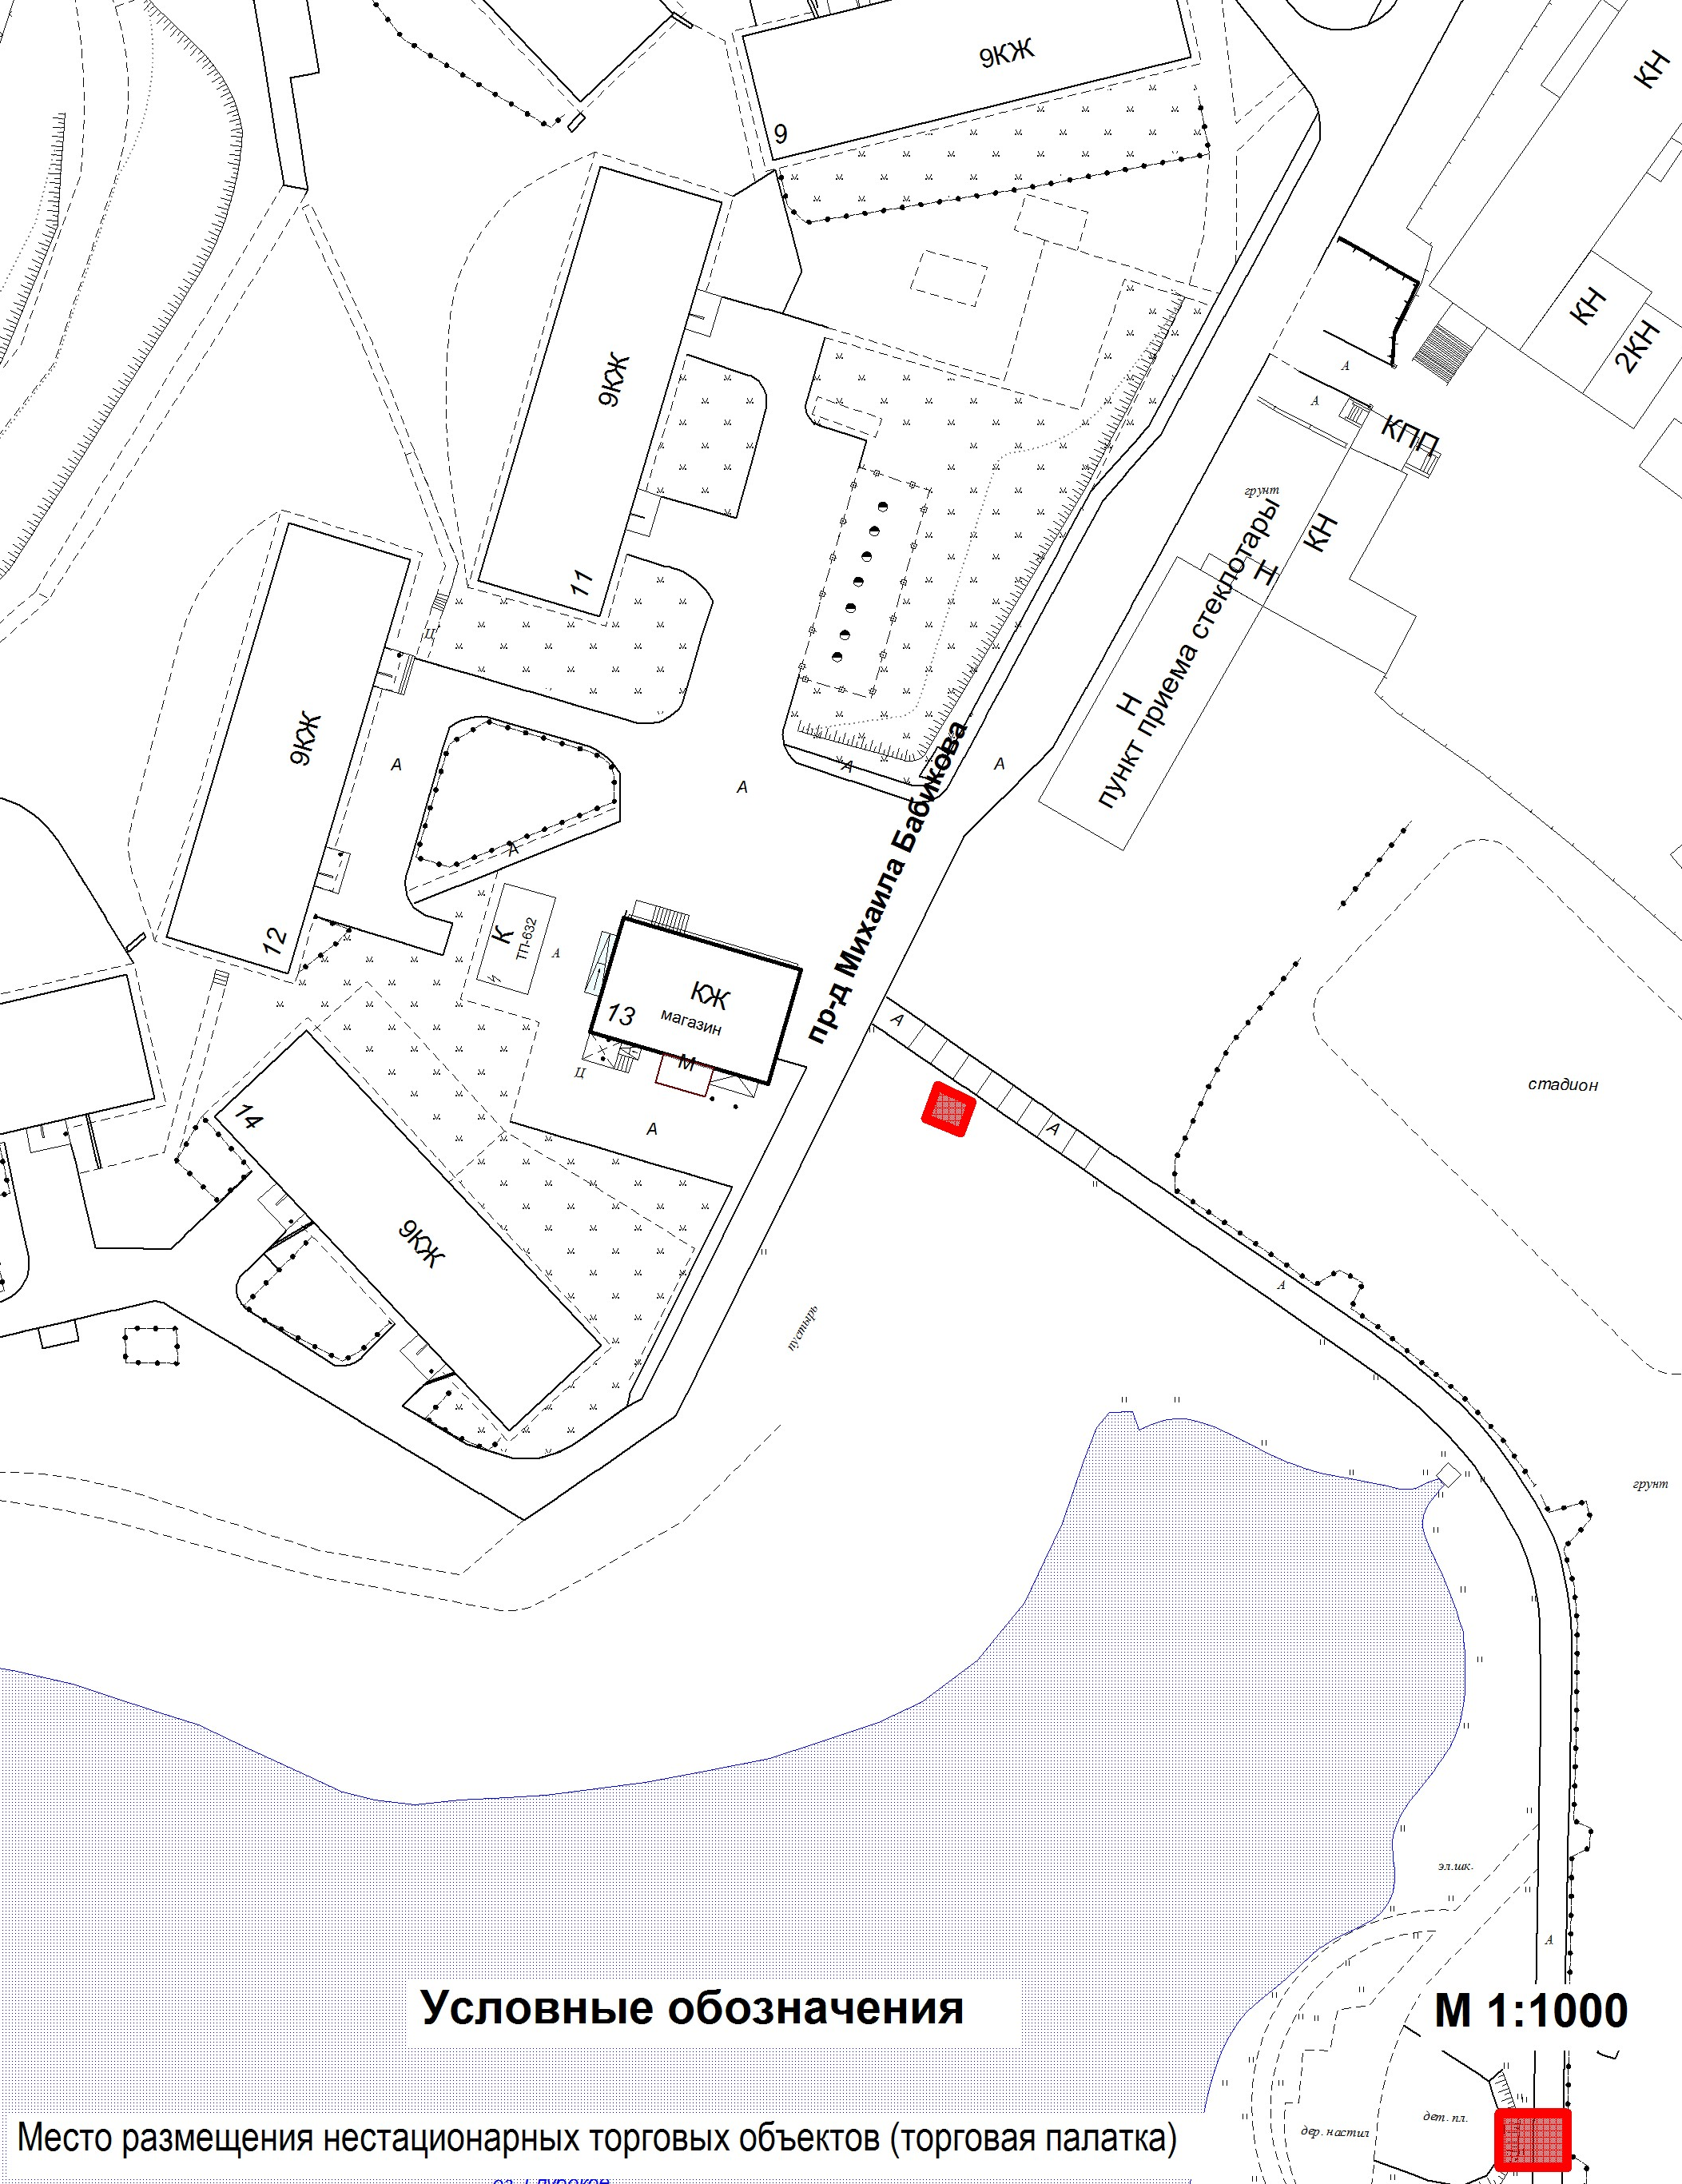 9КЖ
КН
9
КН
2КН
А
А
9КЖ
КПП
грунт
КН
Н
11
Ц
Н
пункт приема стеклотары
9КЖ
А
А
А
А
пр-д Михаила Бабикова
А
12
К
ТП-632
А
КЖ
магазин
13
М
Ц
А
А
А
стадион
14
9КЖ
А
пустырь
грунт
эл.шк.
А
Условные обозначения
М 1:1000
дет. пл.
дер. настил
Место размещения нестационарных торговых объектов (торговая палатка)